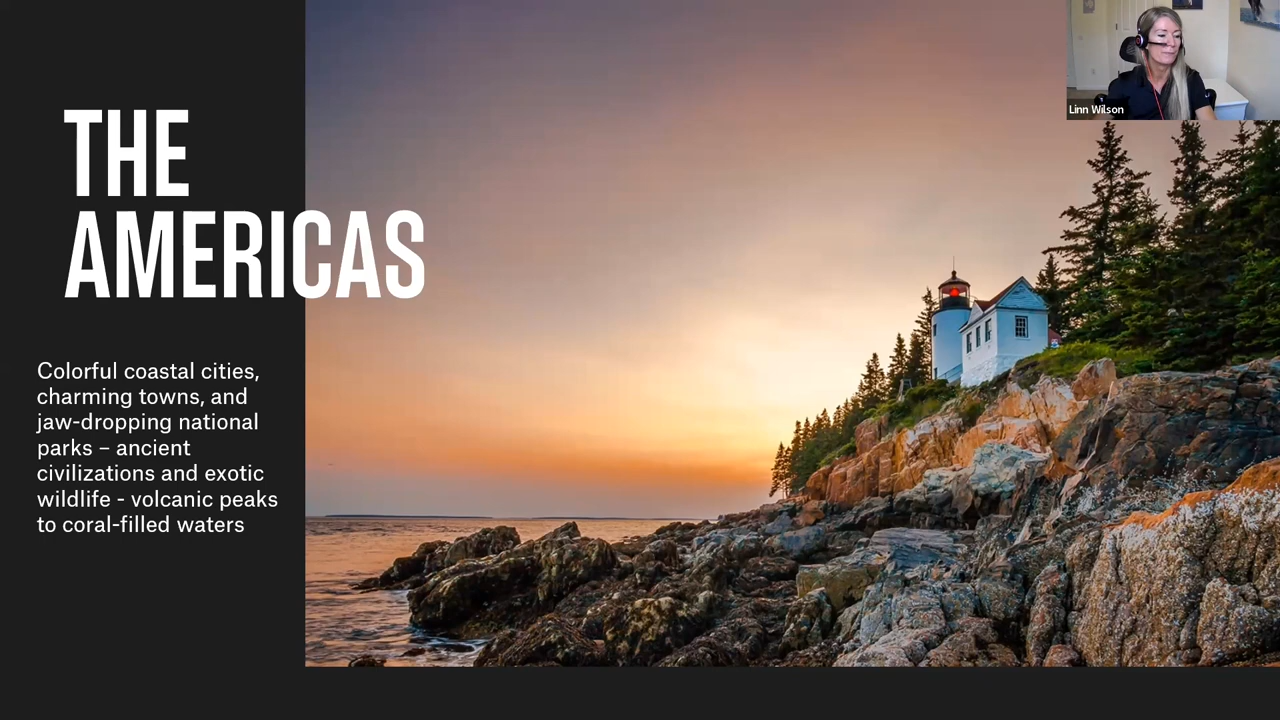 THE
AMERICAS
Colorful coastal cities,
charming towns, and
jaw-dropping national
parks – ancient
civilizations and exotic
wildlife - volcanic peaks
to coral-filled waters
Linn Wilson